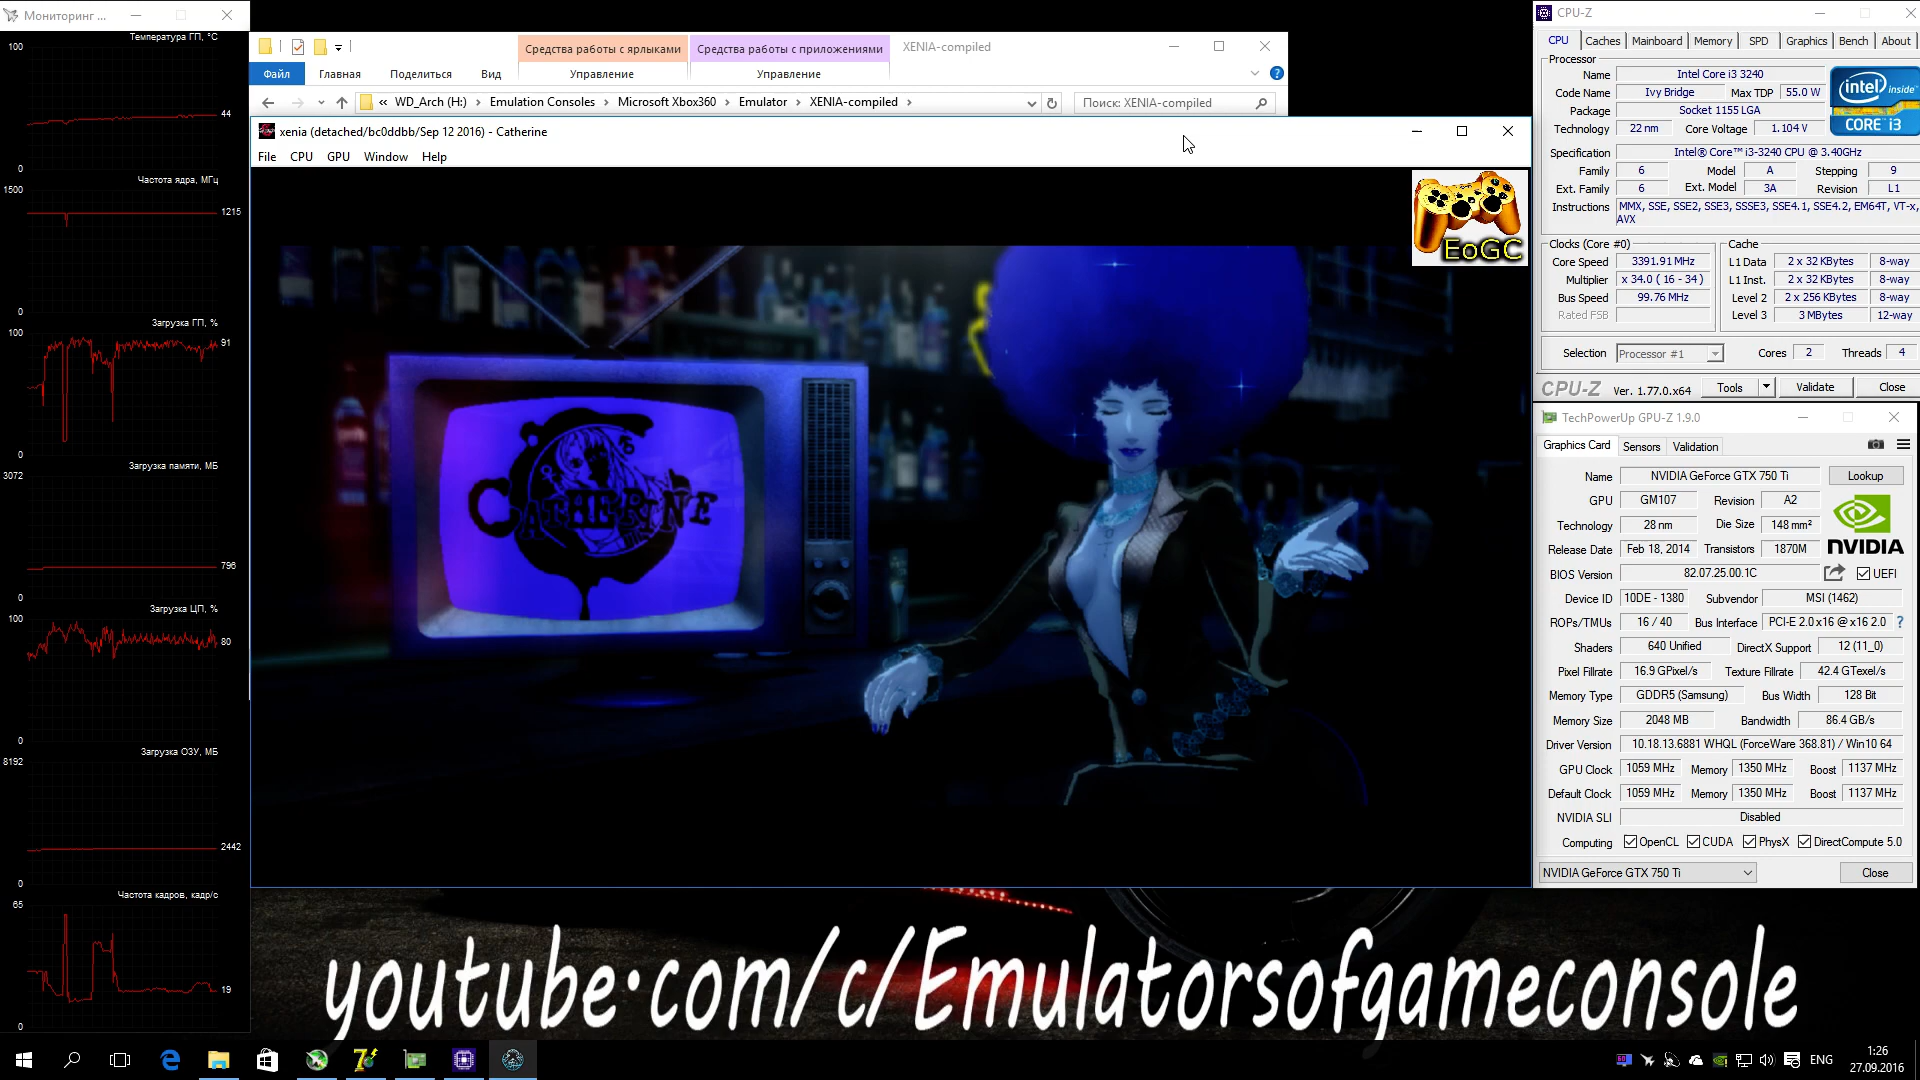 Мониторинг ...
Температура ГП, °C
100
44
0
Частота ядра, МГц
1500
1215
0
Загрузка ГП, %
100
91
0
Загрузка памяти, МБ
3072
796
0
Загрузка ЦП, %
100
80
0
Загрузка ОЗУ, МБ
8192
2442
0
Частота кадров, кадр/с
65
19
0
Средства работы с ярлыками
Средства работы с приложениями
XENIA-compiled
Файл
Главная
Поделиться
Вид
Управление
Управление
« WD_Arch (H:) › Emulation Consoles › Microsoft Xbox360 › Emulator › XENIA-compiled ›
Поиск: XENIA-compiled
xenia (detached/bc0ddbb/Sep 12 2016) - Catherine
File CPU GPU Window Help
EoGC
CATHERINE
CPU-Z
CPU Caches Mainboard Memory SPD Graphics Bench About
Processor
Name Intel Core i3 3240
Code Name Ivy Bridge Max TDP 55.0 W
Package Socket 1155 LGA
Technology 22 nm Core Voltage 1.104 V
intel inside™
CORE i3
Specification Intel® Core™ i3-3240 CPU @ 3.40GHz
Family 6 Model A Stepping 9
Ext. Family 6 Ext. Model 3A Revision L1
Instructions MMX, SSE, SSE2, SSE3, SSSE3, SSE4.1, SSE4.2, EM64T, VT-x,
AVX
Clocks (Core #0)
Core Speed 3391.91 MHz
Multiplier x 34.0 ( 16 - 34 )
Bus Speed 99.76 MHz
Rated FSB
Cache
L1 Data 2 x 32 KBytes 8-way
L1 Inst. 2 x 32 KBytes 8-way
Level 2 2 x 256 KBytes 8-way
Level 3 3 MBytes 12-way
Selection Processor #1 Cores 2 Threads 4
CPU-Z Ver. 1.77.0.x64 Tools Validate Close
TechPowerUp GPU-Z 1.9.0
Graphics Card Sensors Validation
Name NVIDIA GeForce GTX 750 Ti Lookup
GPU GM107 Revision A2
Technology 28 nm Die Size 148 mm²
Release Date Feb 18, 2014 Transistors 1870M
NVIDIA
BIOS Version 82.07.25.00.1C UEFI
Device ID 10DE - 1380 Subvendor MSI (1462)
ROPs/TMUs 16 / 40 Bus Interface PCI-E 2.0 x16 @ x16 2.0 ?
Shaders 640 Unified DirectX Support 12 (11_0)
Pixel Fillrate 16.9 GPixel/s Texture Fillrate 42.4 GTexel/s
Memory Type GDDR5 (Samsung) Bus Width 128 Bit
Memory Size 2048 MB Bandwidth 86.4 GB/s
Driver Version 10.18.13.6881 WHQL (ForceWare 368.81) / Win10 64
GPU Clock 1059 MHz Memory 1350 MHz Boost 1137 MHz
Default Clock 1059 MHz Memory 1350 MHz Boost 1137 MHz
NVIDIA SLI Disabled
Computing OpenCL CUDA PhysX DirectCompute 5.0
NVIDIA GeForce GTX 750 Ti Close
youtube.com/c/Emulatorsofgameconsole
ENG
1:26
27.09.2016